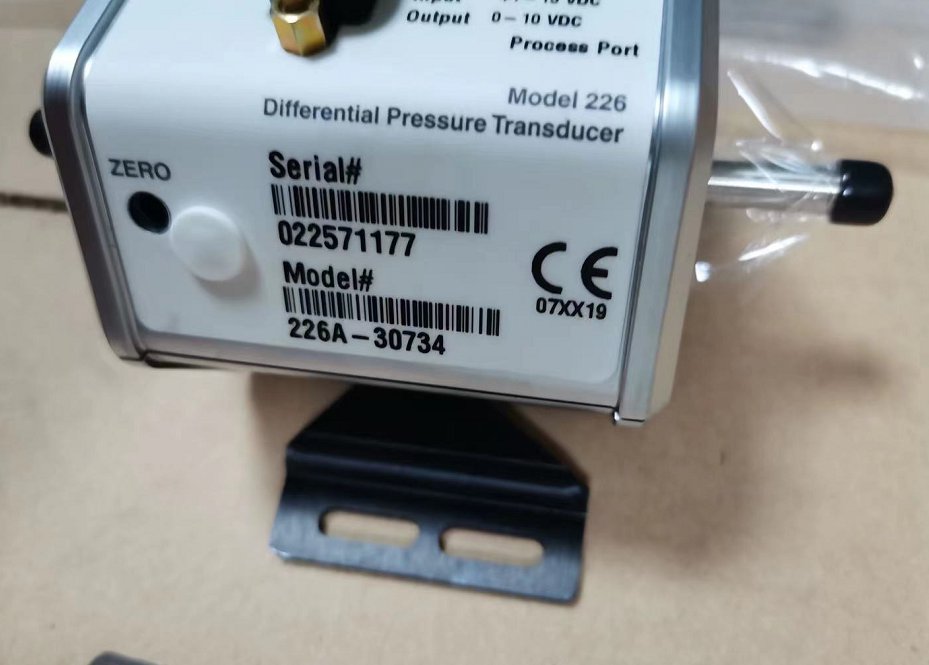 Output 0–10 VDC
Process Port
Model 226
Differential Pressure Transducer
ZERO
Serial#
022571177
Model#
226A-30734
CE
07XX19